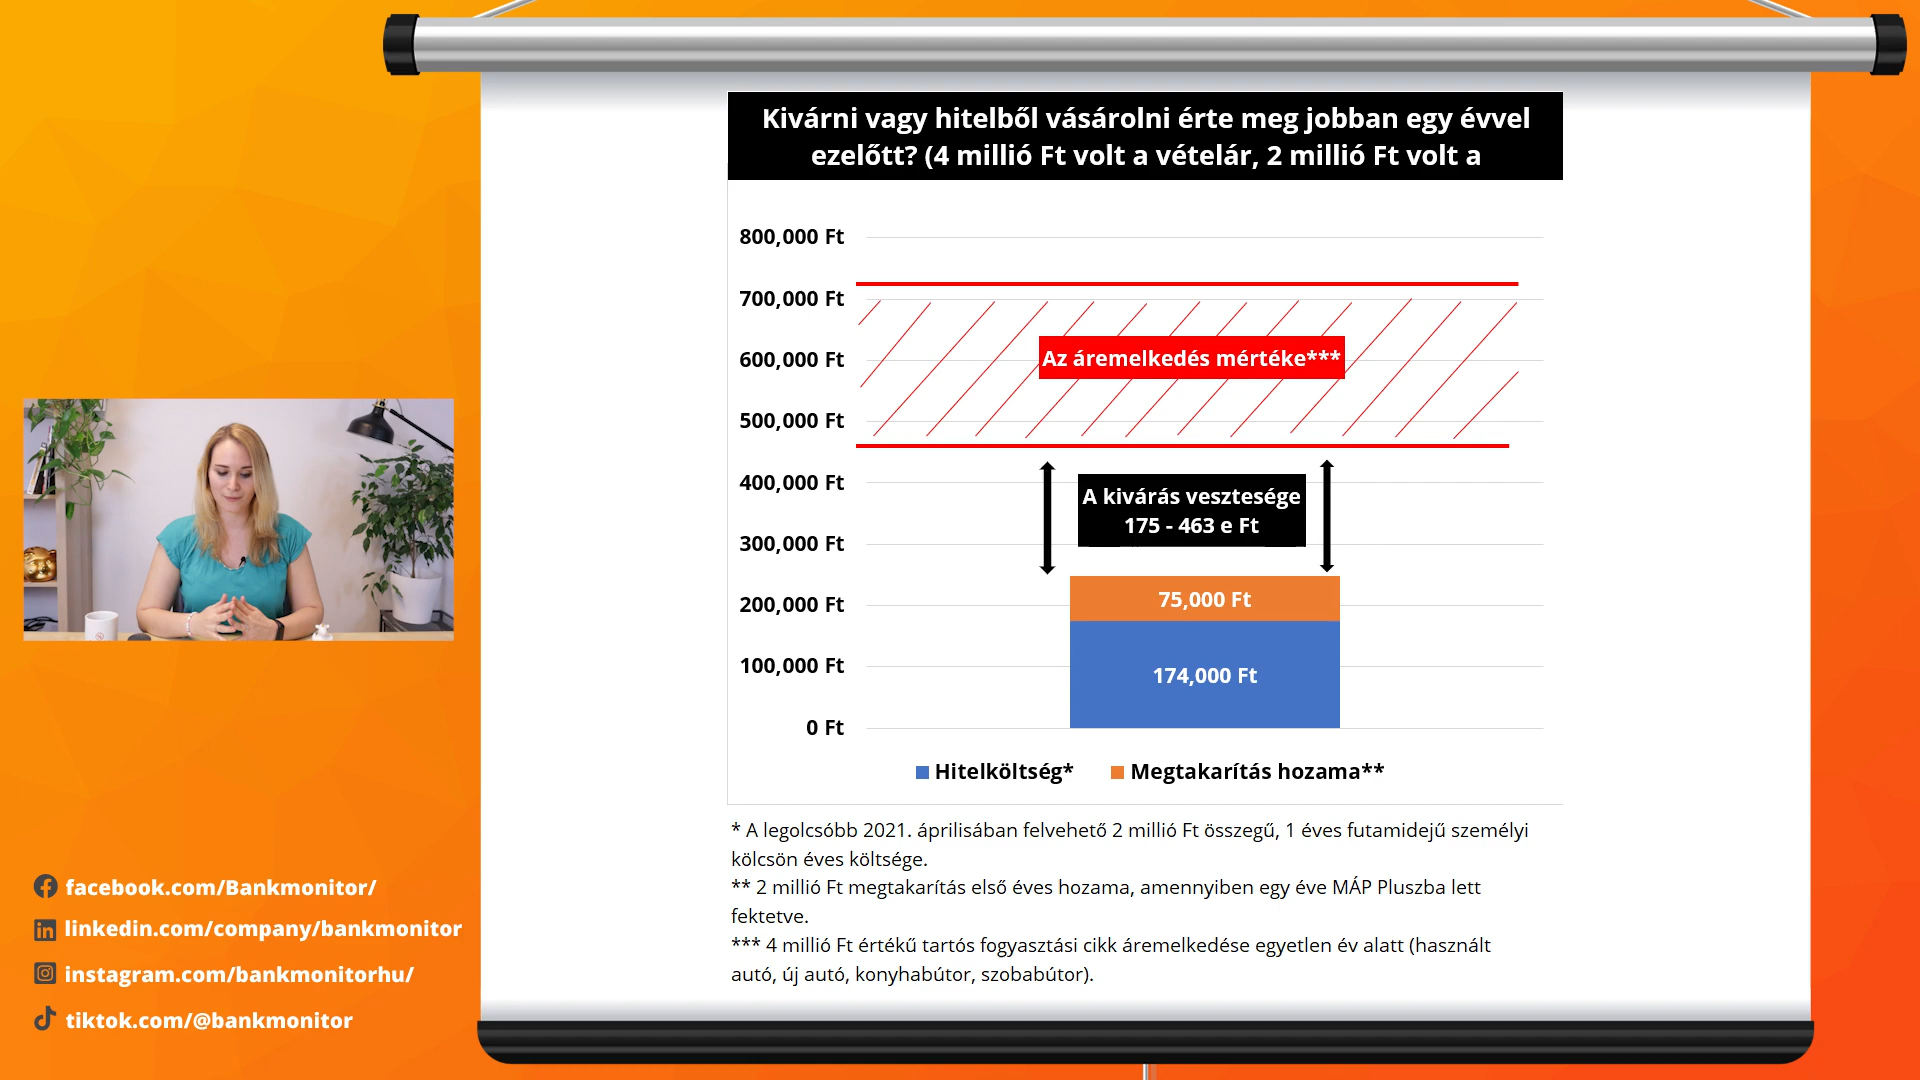 Kivárni vagy hitelből vásárolni érte meg jobban egy évvel
ezelőtt? (4 millió Ft volt a vételár, 2 millió Ft volt a
800,000 Ft
700,000 Ft
600,000 Ft
500,000 Ft
400,000 Ft
300,000 Ft
200,000 Ft
100,000 Ft
0 Ft
Az áremelkedés mértéke***
A kivárás vesztesége
175 - 463 e Ft
75,000 Ft
174,000 Ft
Hitelköltség*
Megtakarítás hozama**
* A legolcsóbb 2021. áprilisában felvehető 2 millió Ft összegű, 1 éves futamidejű személyi
kölcsön éves költsége.
** 2 millió Ft megtakarítás első éves hozama, amennyiben egy éve MÁP Pluszba lett
fektetve.
*** 4 millió Ft értékű tartós fogyasztási cikk áremelkedése egyetlen év alatt (használt
autó, új autó, konyhabútor, szobabútor).
facebook.com/Bankmonitor/
linkedin.com/company/bankmonitor
instagram.com/bankmonitorhu/
tiktok.com/@bankmonitor